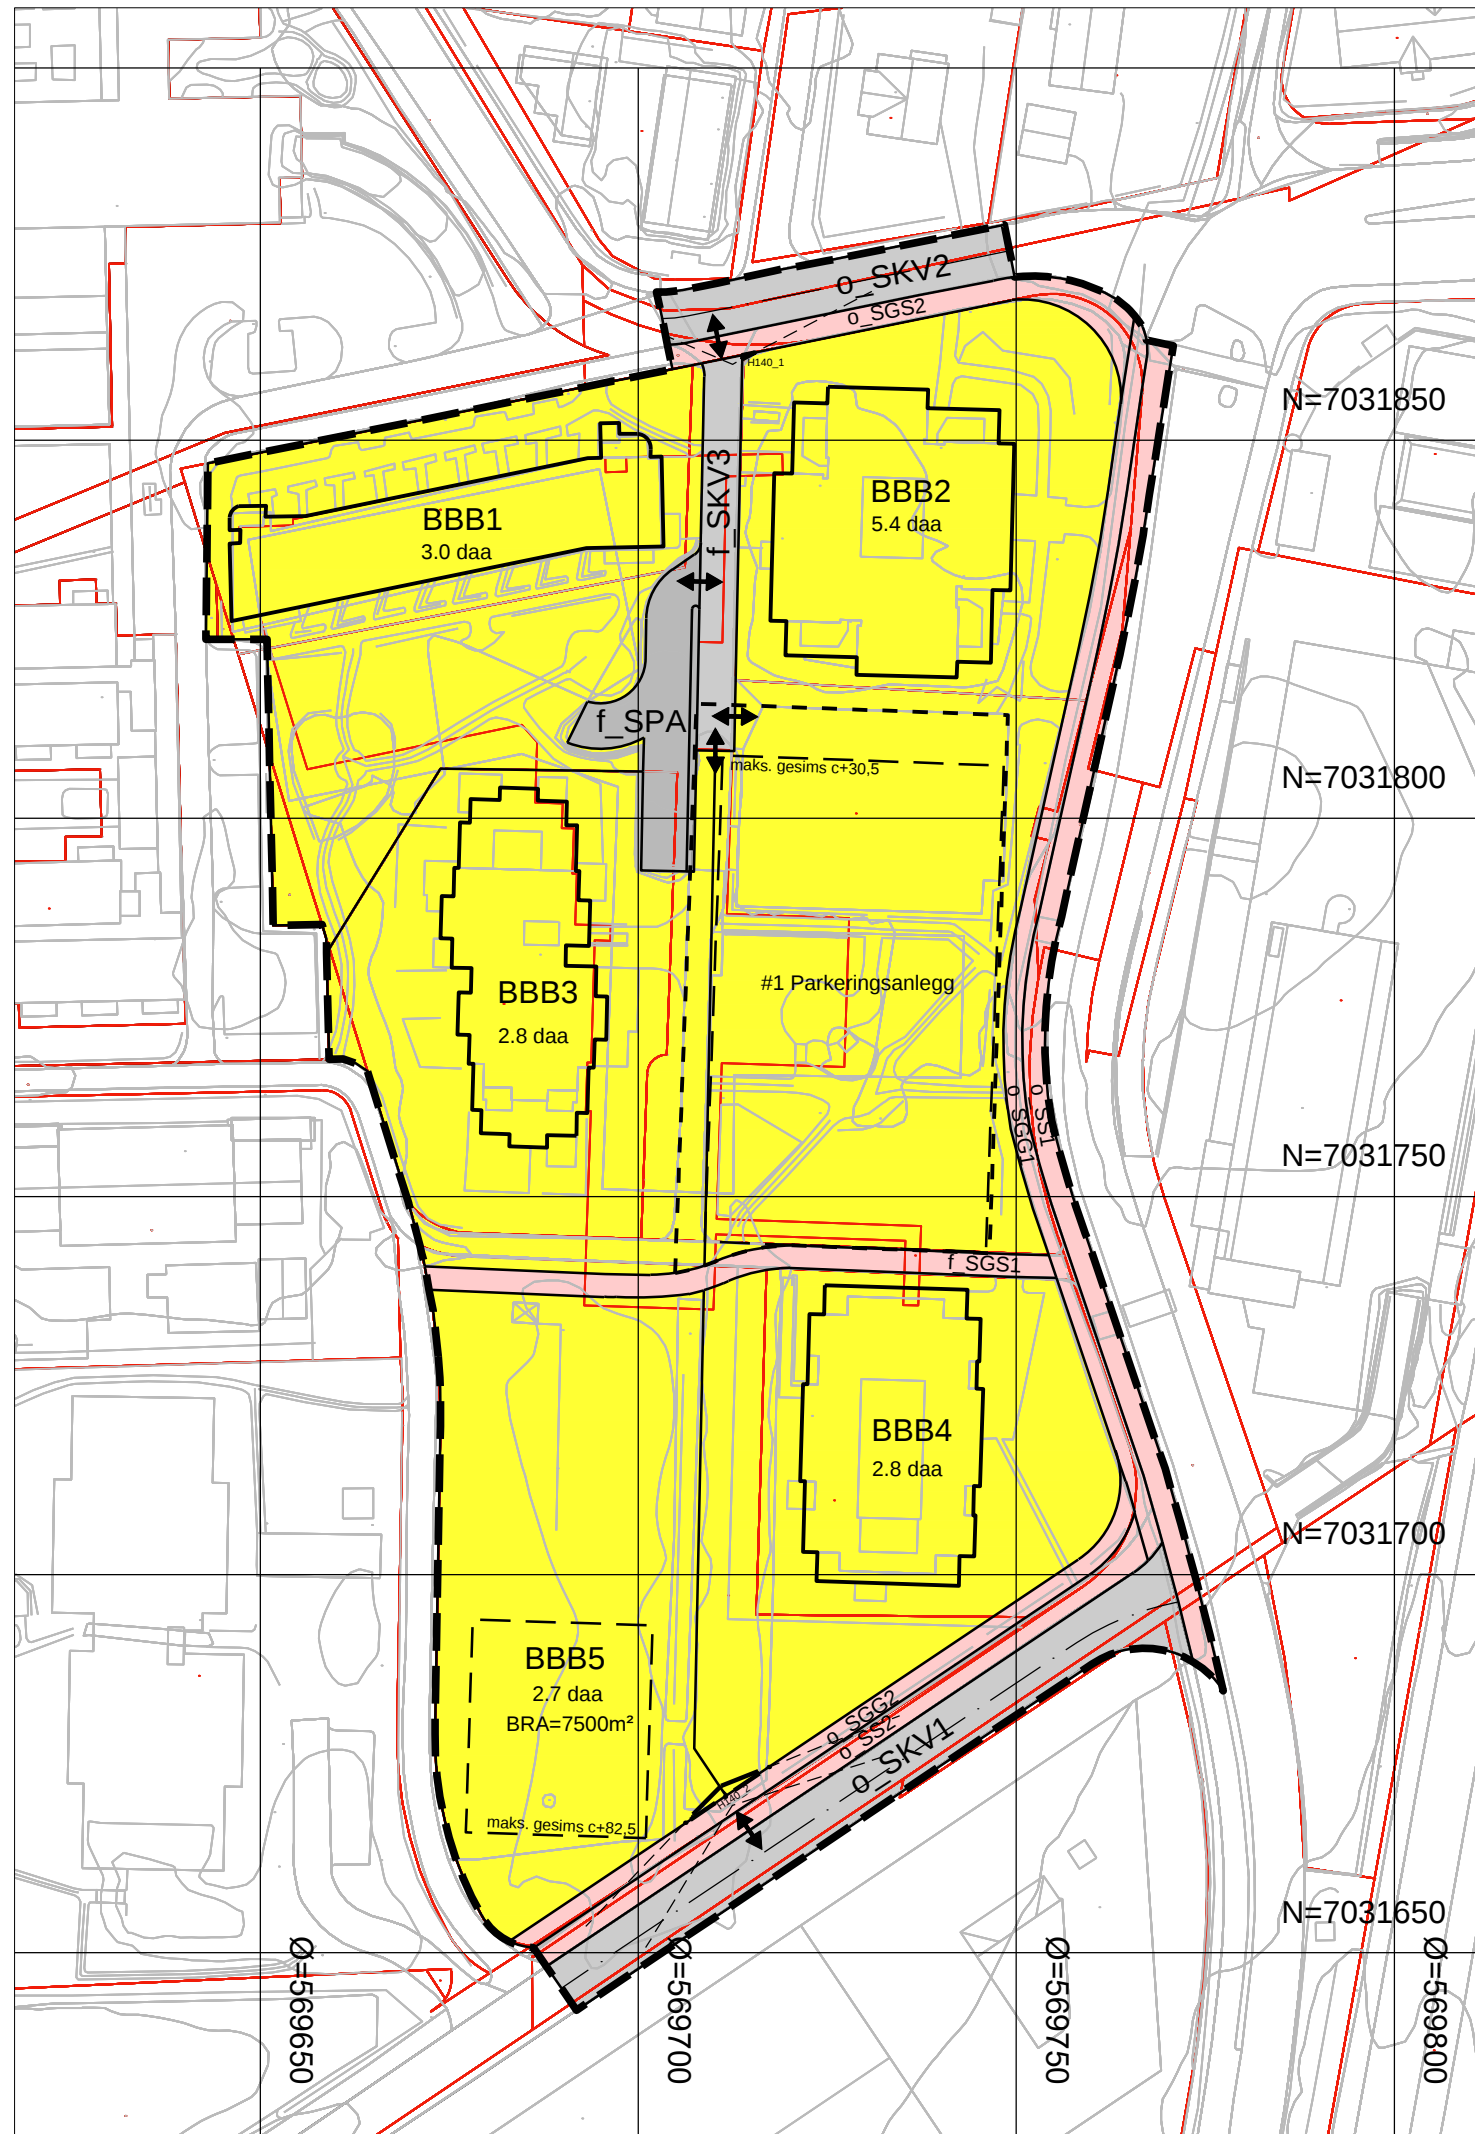 o_SKV2
o_SGS2
H140_1
N=7031850
f_SKV3
BBB2
5.4 daa
BBB1
3.0 daa
f_SPA
maks. gesims c+30,5
N=7031800
#1 Parkeringsanlegg
BBB3
2.8 daa
o_SS1
o_SGG1
N=7031750
f_SGS1
BBB4
2.8 daa
N=7031700
BBB5
2.7 daa
BRA=7500m²
o_SGG2
o_SS2
o_SKV1
H140_2
maks. gesims c+82,5
N=7031650
Ø=569650
Ø=569700
Ø=569750
Ø=569800